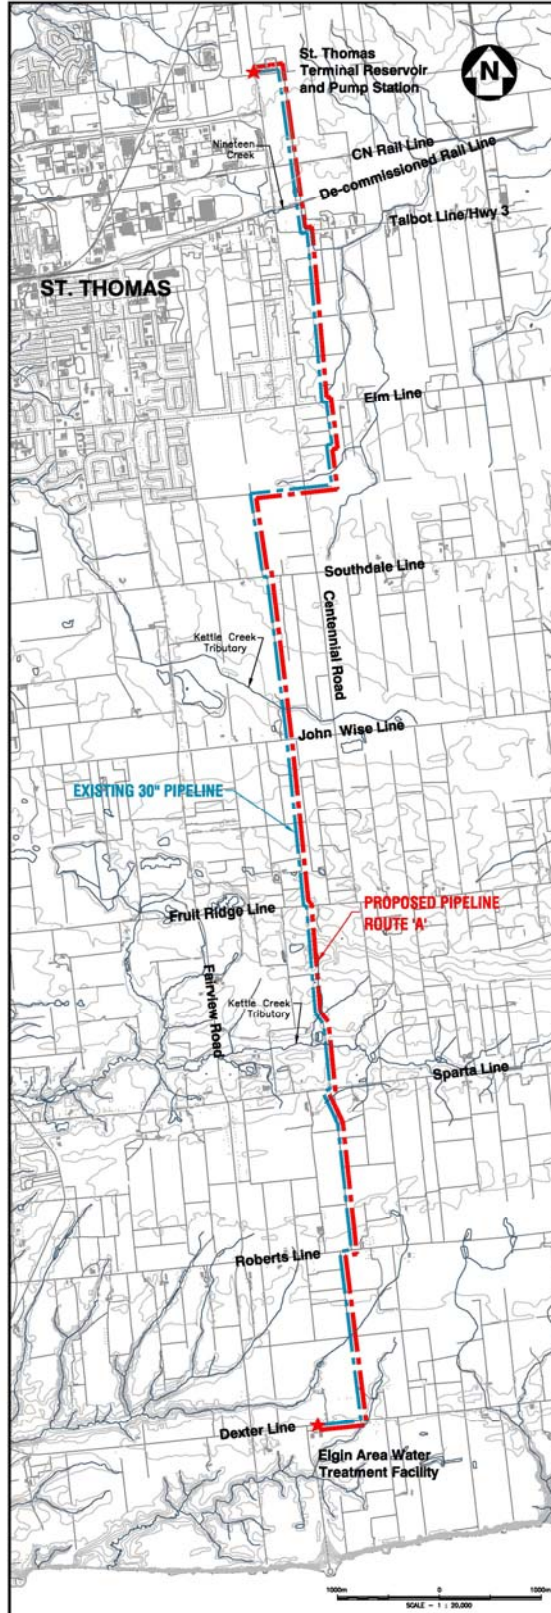 St. Thomas
Terminal Reservoir
and Pump Station
N
Nineteen
Creek
CN Rail Line
De-commissioned Rail Line
Talbot Line/Hwy 3
ST. THOMAS
Elm Line
Southdale Line
Centennial Road
Kettle Creek
Tributory
John Wise Line
EXISTING 30" PIPELINE
PROPOSED PIPELINE
ROUTE 'A'
Fruit Ridge Line
Fairview Road
Kettle Creek
Tributory
Sparta Line
Roberts Line
Dexter Line
Elgin Area Water
Treatment Facility
1000m 0 1000m
SCALE - 1 : 20,000